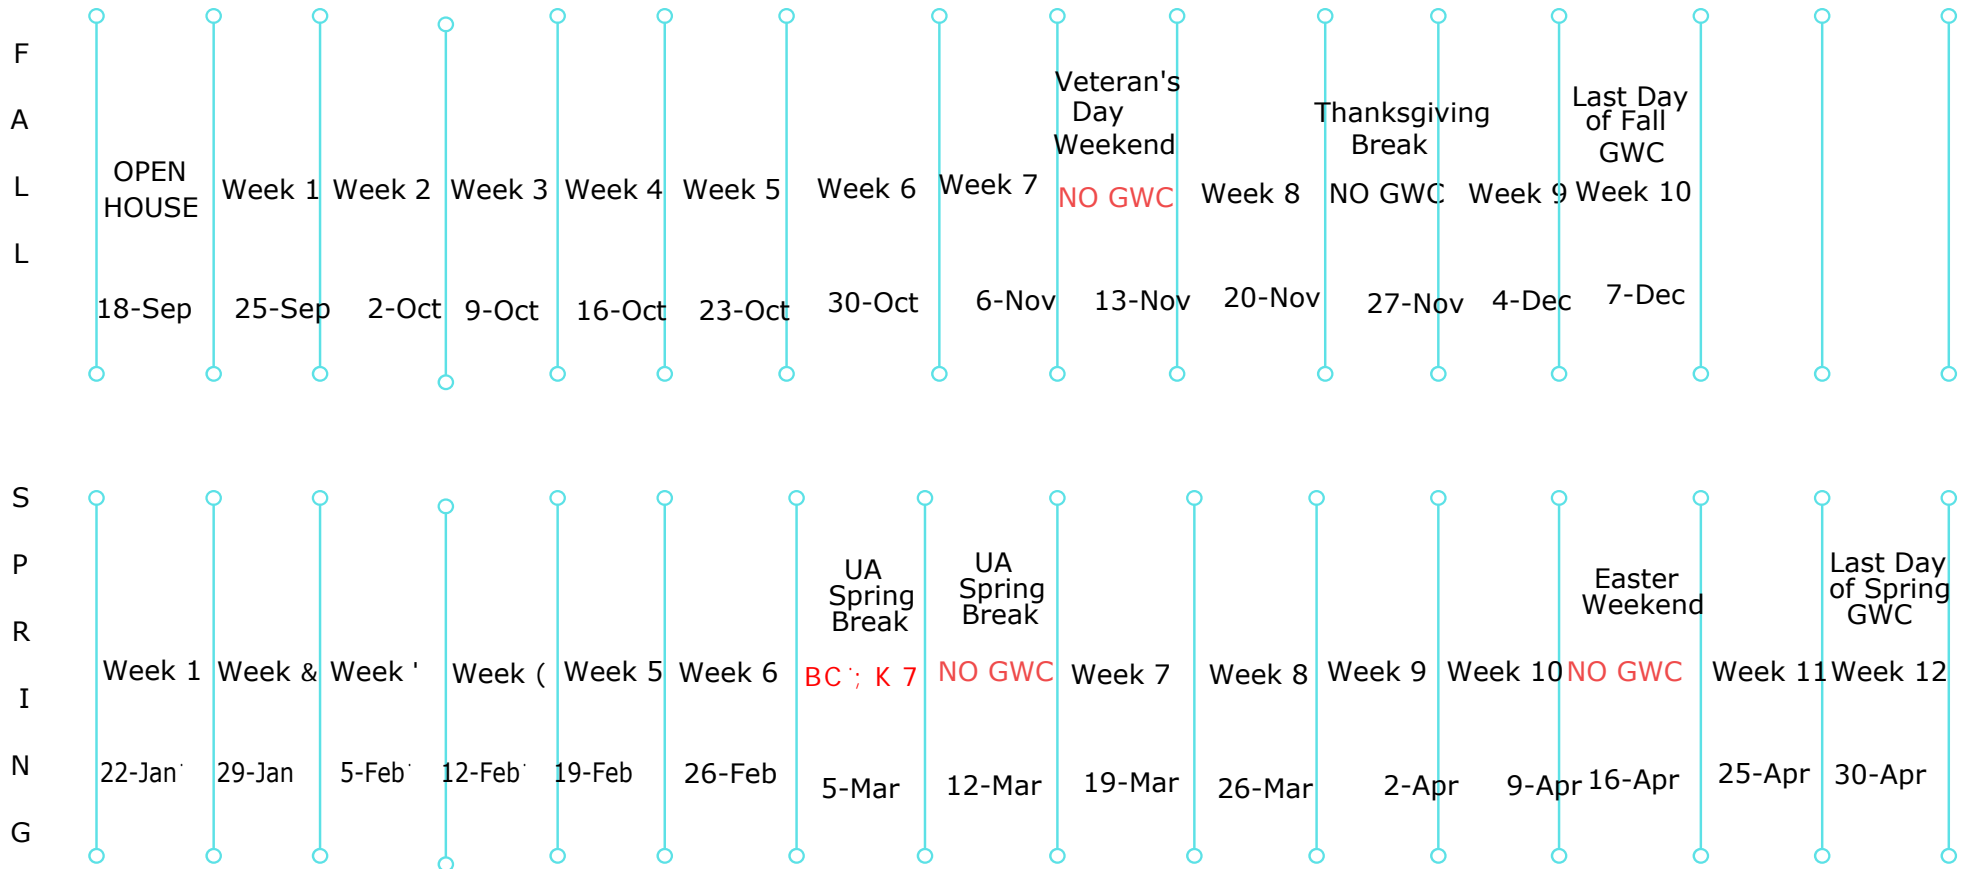 F
A
L
L
OPEN
HOUSE
Week 1
Week 2
Week 3
Week 4
Week 5
Week 6
Week 7
Veteran's
Day
Weekend
NO GWC
Week 8
Thanksgiving
Break
NO GWC
Week 9
Last Day
of Fall
GWC
Week 10
18-Sep
25-Sep
2-Oct
9-Oct
16-Oct
23-Oct
30-Oct
6-Nov
13-Nov
20-Nov
27-Nov
4-Dec
7-Dec
S
P
R
I
N
G
Week 1
Week &
Week '
Week (
Week 5
Week 6
UA
Spring
Break
BC ; K 7
UA
Spring
Break
NO GWC
Week 7
Week 8
Week 9
Week 10
Easter
Weekend
NO GWC
Week 11
Last Day
of Spring
GWC
Week 12
22-Jan
29-Jan
5-Feb
12-Feb
19-Feb
26-Feb
5-Mar
12-Mar
19-Mar
26-Mar
2-Apr
9-Apr
16-Apr
25-Apr
30-Apr